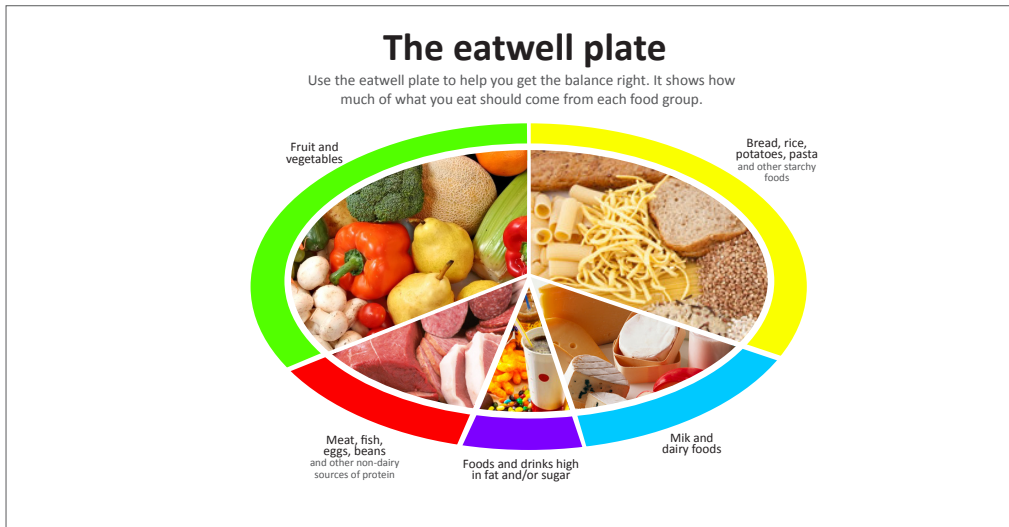 The eatwell plate
Use the eatwell plate to help you get the balance right. It shows how
much of what you eat should come from each food group.
Fruit and
vegetables
Bread, rice,
potatoes, pasta
and other starchy
foods
Meat, fish,
eggs, beans
and other non-dairy
sources of protein
Foods and drinks high
in fat and/or sugar
Mik and
dairy foods